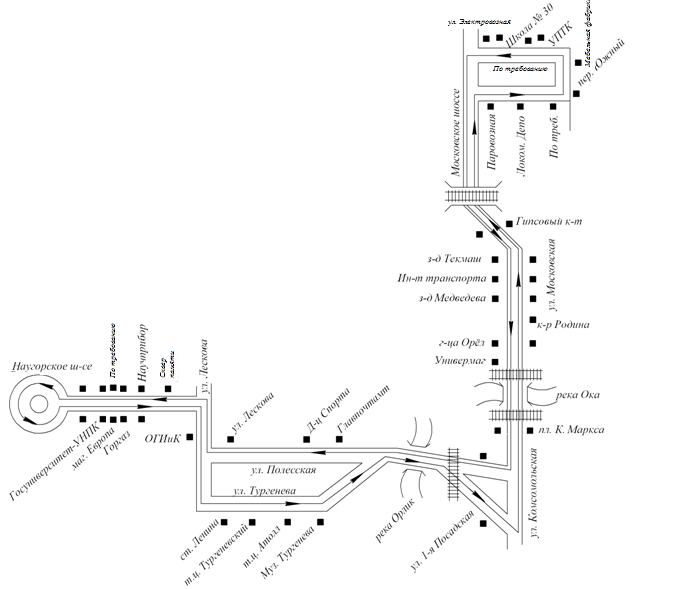 ул. Электровозная
Школа № 30
УПТК
Мебельная фабрика
пер. Южный
По требованию
Московское шоссе
Паровозная
Локом. Депо
По треб.
Гипсовый к-т
з-д Текмаш
Ин-т транспорта
з-д Медведева
ул. Московская
к-р Родина
г-ца Орёл
Универмаг
река Ока
пл. К. Маркса
Наугорское ш-се
По требованию
Научприбор
Сквер
памяти
ул. Лескова
Госуниверситет-УНПК
маг. Европа
Горгаз
ОГИиК
ул. Лескова
Д-ц Спорта
Главпочтамт
ул. Полесская
ул. Тургенева
ст. Ленина
т.ц. Тургеневский
т.ц. Атолл
Муз. Тургенева
река Орлик
ул. 1-я Посадская
ул. Комсомольская